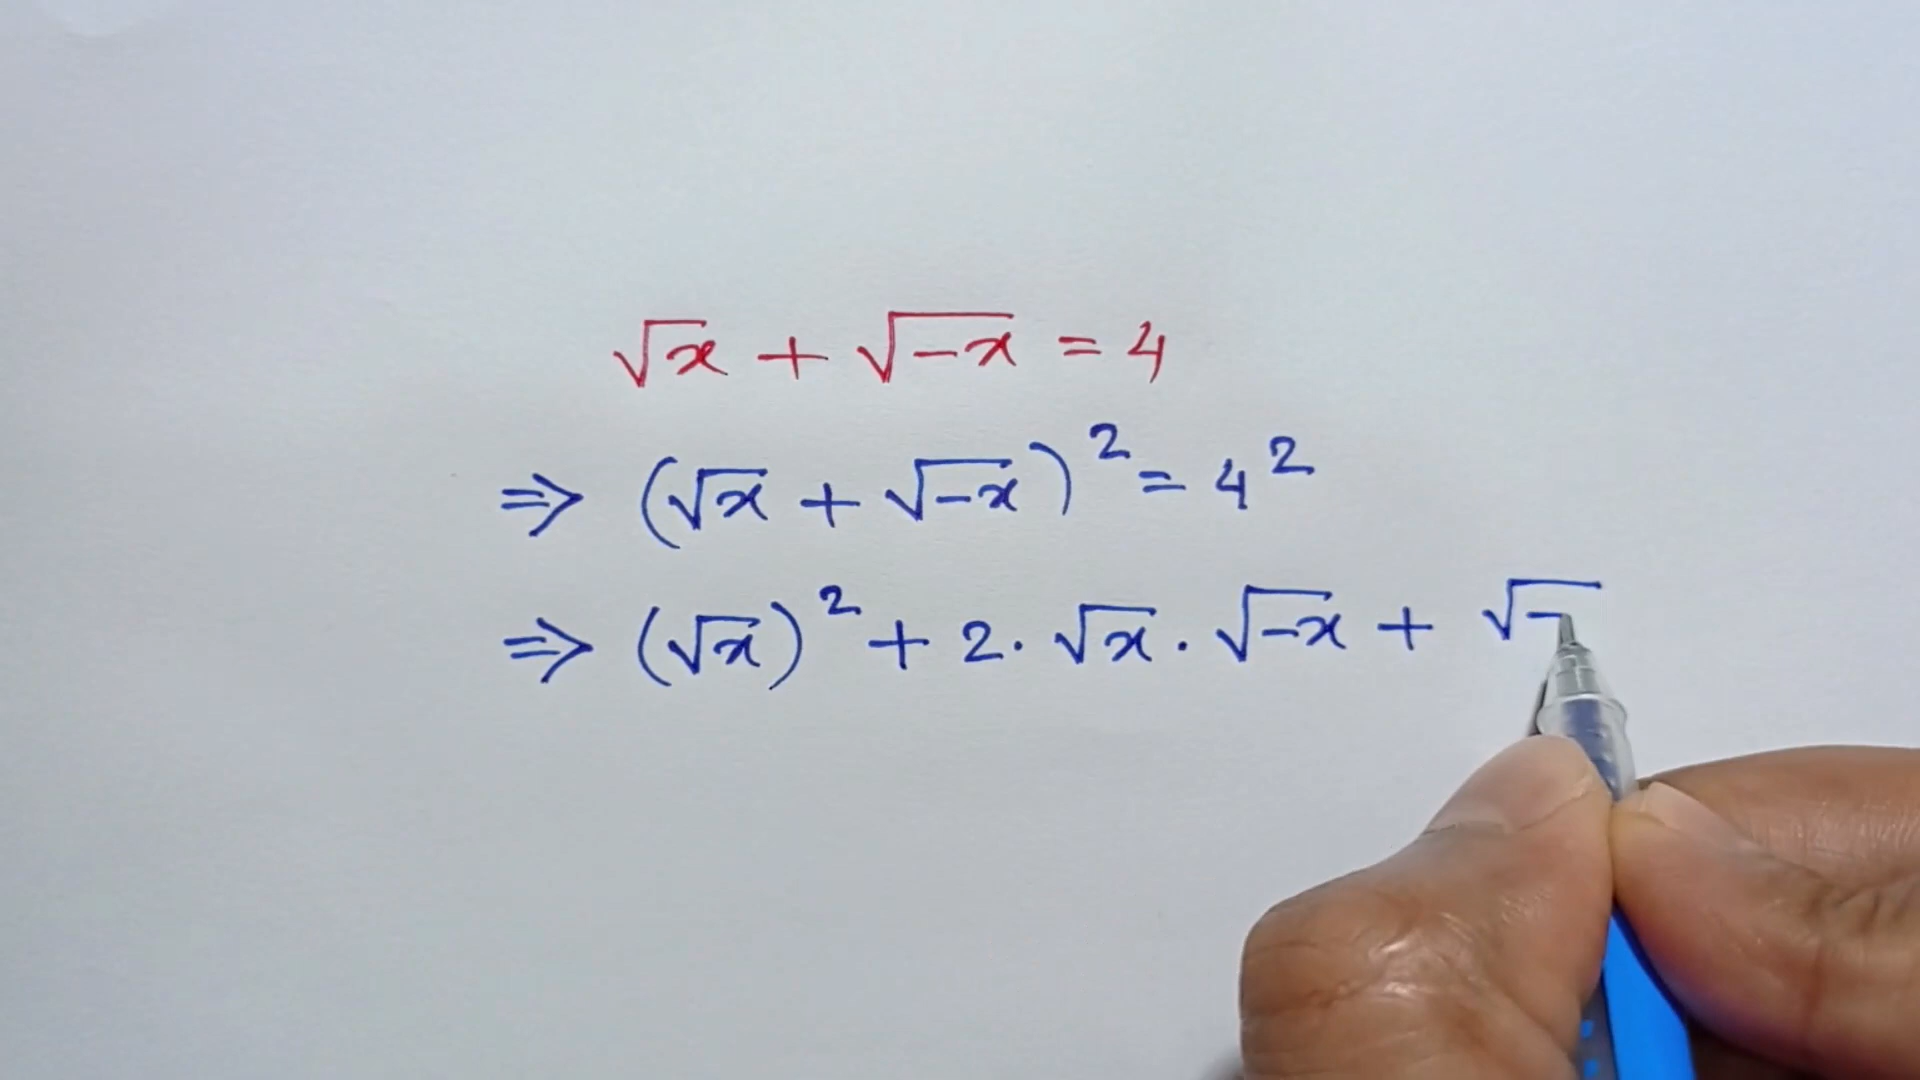 √x + √-x = 4
⇒ (√x + √-x)² = 4²
⇒ (√x)² + 2 · √x · √-x + √-